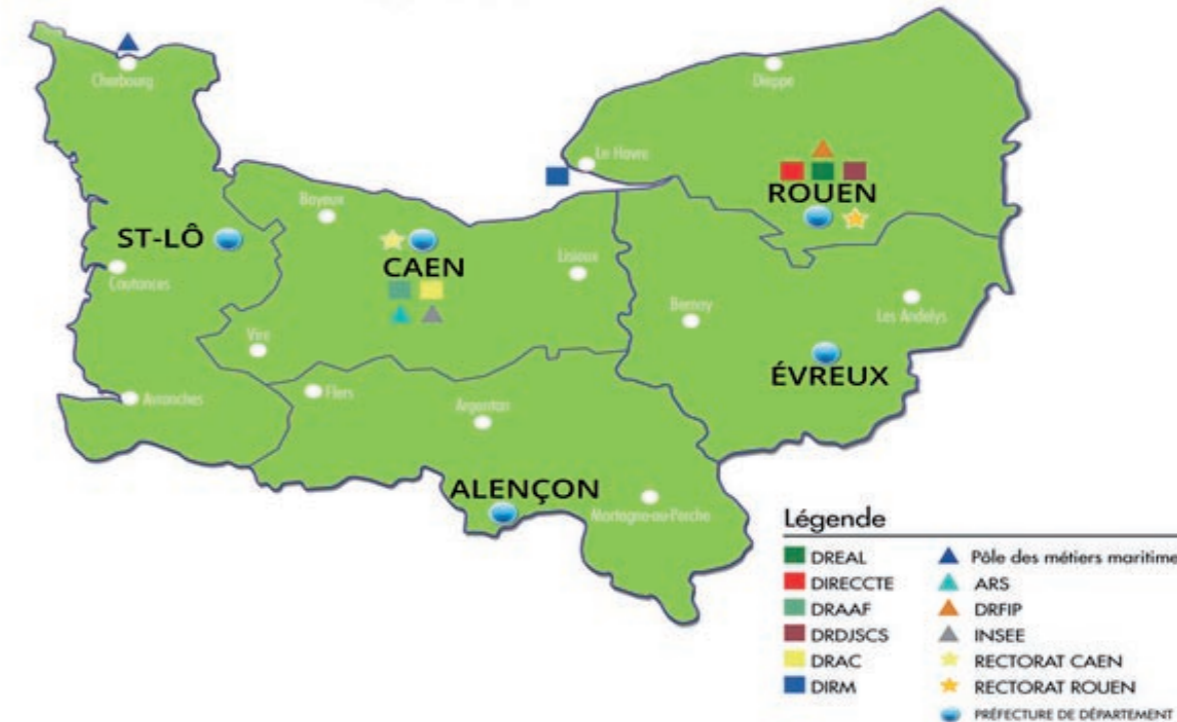 Cherbourg
Dieppe
Le Havre
ROUEN
Bayeux
ST-LÔ
CAEN
Lisieux
Coutances
Bernay
Les Andelys
Vire
ÉVREUX
Flers
Avranches
Argentan
ALENÇON
Mortagne-au-Perche
Légende
DREAL
DIRECCTE
DRAAF
DRDJSCS
DRAC
DIRM
Pôle des métiers maritime
ARS
DRFIP
INSEE
RECTORAT CAEN
RECTORAT ROUEN
PRÉFECTURE DE DÉPARTEMENT